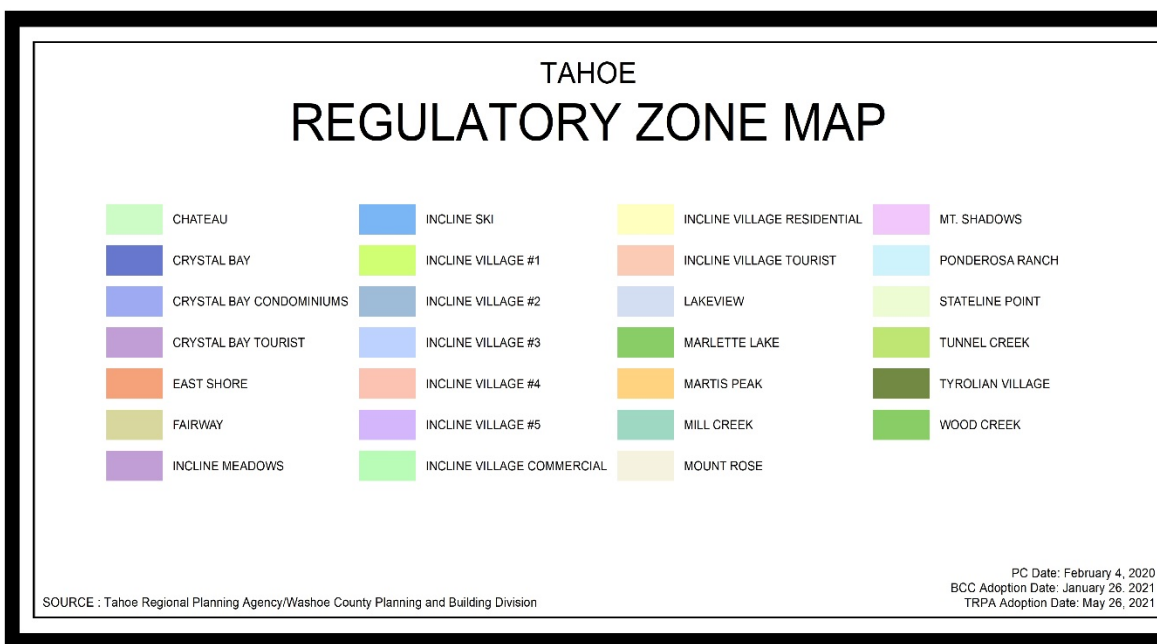 TAHOE
REGULATORY ZONE MAP
CHATEAU
CRYSTAL BAY
CRYSTAL BAY CONDOMINIUMS
CRYSTAL BAY TOURIST
EAST SHORE
FAIRWAY
INCLINE MEADOWS
INCLINE SKI
INCLINE VILLAGE #1
INCLINE VILLAGE #2
INCLINE VILLAGE #3
INCLINE VILLAGE #4
INCLINE VILLAGE #5
INCLINE VILLAGE COMMERCIAL
INCLINE VILLAGE RESIDENTIAL
INCLINE VILLAGE TOURIST
LAKEVIEW
MARLETTE LAKE
MARTIS PEAK
MILL CREEK
MOUNT ROSE
MT. SHADOWS
PONDEROSA RANCH
STATELINE POINT
TUNNEL CREEK
TYROLIAN VILLAGE
WOOD CREEK
SOURCE : Tahoe Regional Planning Agency/Washoe County Planning and Building Division
PC Date: February 4, 2020
BCC Adoption Date: January 26. 2021
TRPA Adoption Date: May 26, 2021